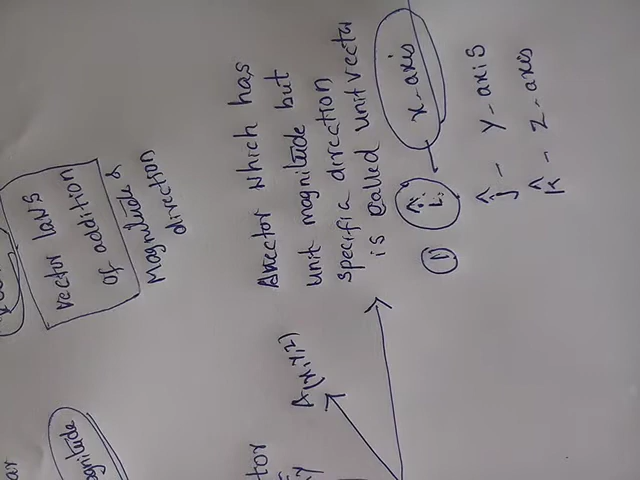 vector laws
of addition
Magnitude &
direction
A vector which has
unit magnitude but
specific direction
is called unit vector
① î - x-axis
ĵ - y-axis
k̂ - z-axis
A(x,y,z)